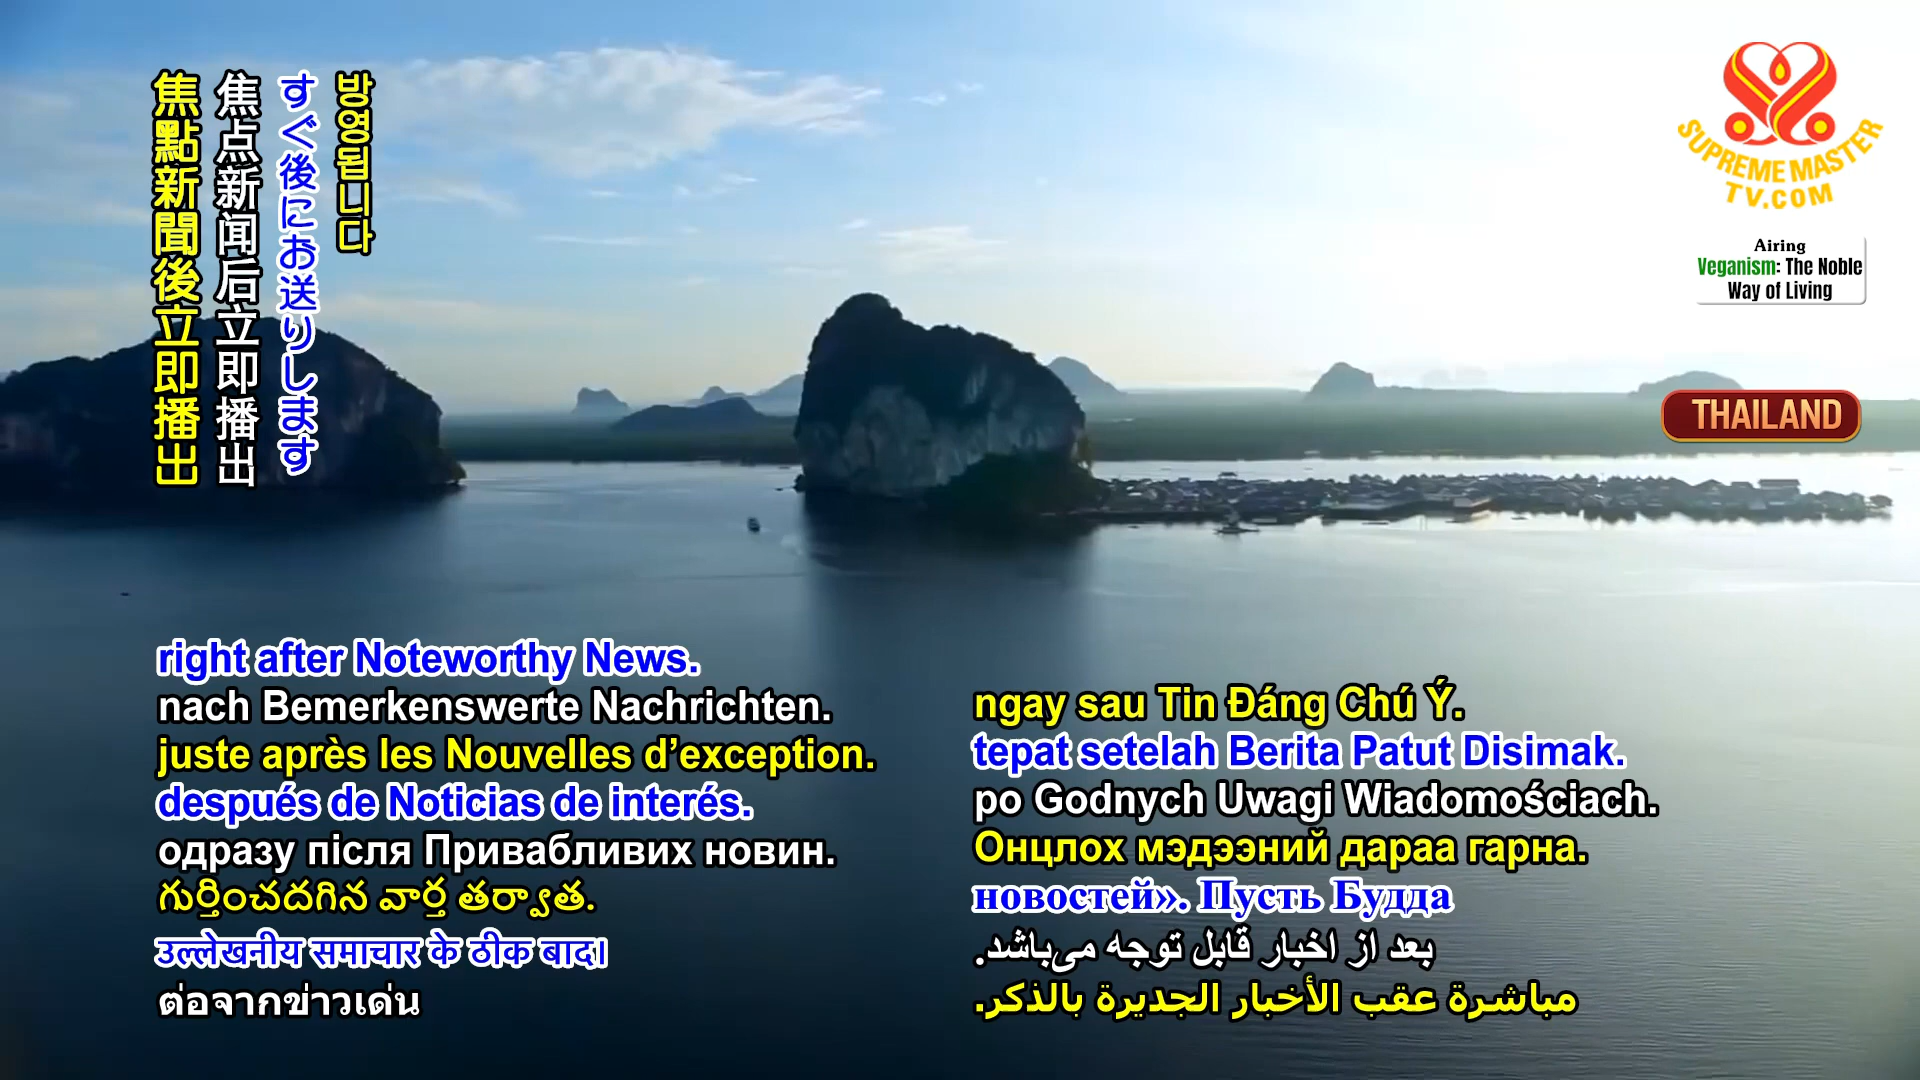 焦點新聞後立即播出
焦点新闻后立即播出
すぐ後にお送りします
방영됩니다
SUPREME MASTER
TV.COM
Airing
Veganism: The Noble
Way of Living
THAILAND
right after Noteworthy News.
nach Bemerkenswerte Nachrichten.
juste après les Nouvelles d’exception.
después de Noticias de interés.
одразу після Привабливих новин.
గుర్తించదగిన వార్త తర్వాత.
उल्लेखनीय समाचार के ठीक बाद।
ต่อจากข่าวเด่น
ngay sau Tin Đáng Chú Ý.
tepat setelah Berita Patut Disimak.
po Godnych Uwagi Wiadomościach.
Онцлох мэдээний дараа гарна.
новостей». Пусть Будда
بعد از اخبار قابل توجه می‌باشد.
مباشرة عقب الأخبار الجديرة بالذكر.